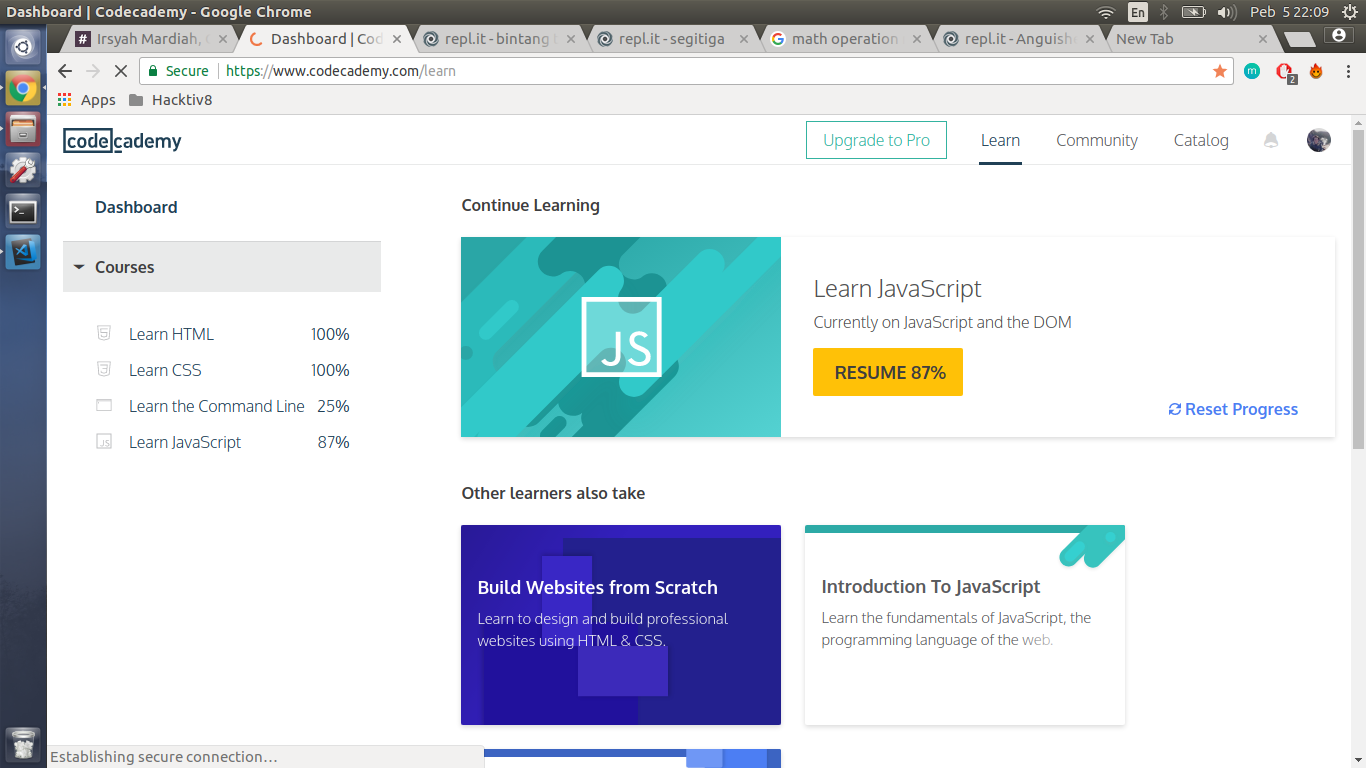 Dashboard | Codecademy - Google Chrome
En
Peb 5 22:09
# Irsyah Mardiah,
Dashboard | Cod
repl.it - bintang
repl.it - segitiga
math operation
repl.it - Anguish
New Tab
Secure
https://www.codecademy.com/learn
m
2
Apps
Hacktiv8
codecademy
Upgrade to Pro
Learn
Community
Catalog
Dashboard
Courses
Learn HTML 100%
Learn CSS 100%
Learn the Command Line 25%
JS Learn JavaScript 87%
Continue Learning
JS
Learn JavaScript
Currently on JavaScript and the DOM
RESUME 87%
Reset Progress
Other learners also take
Build Websites from Scratch
Learn to design and build professional
websites using HTML & CSS.
Introduction To JavaScript
Learn the fundamentals of JavaScript, the
programming language of the web.
Establishing secure connection...